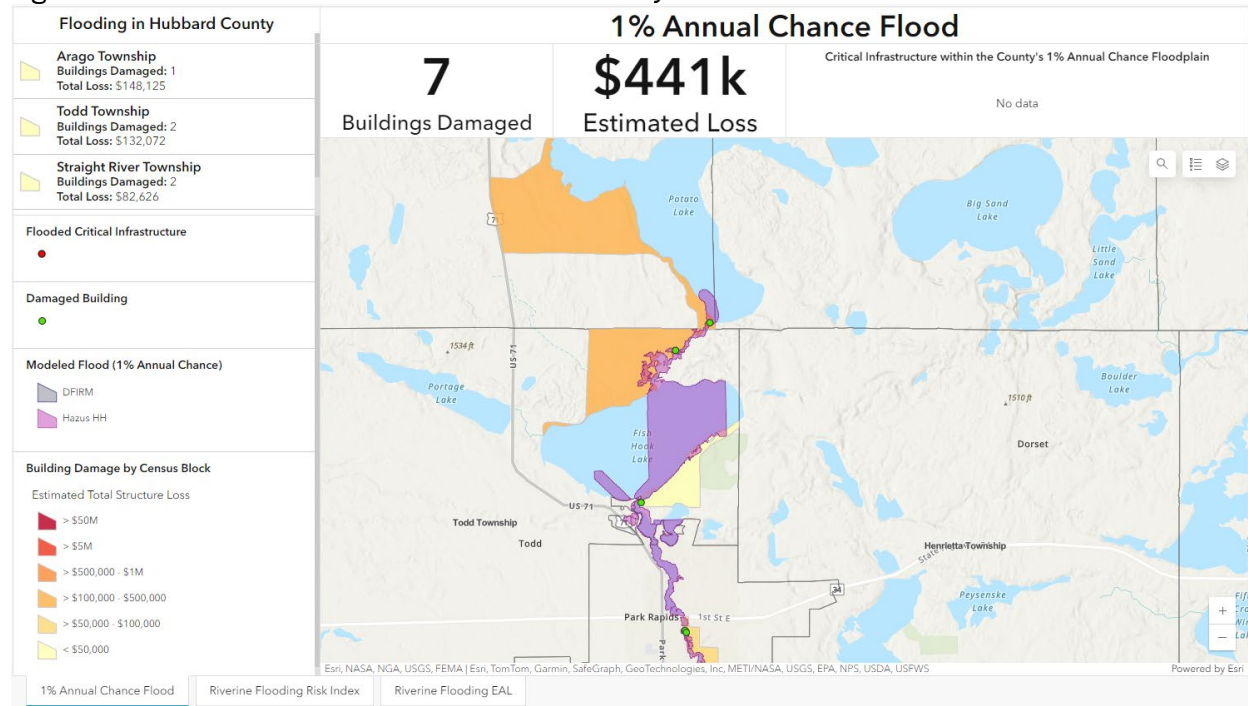 Flooding in Hubbard County
1% Annual Chance Flood
Arago Township
Buildings Damaged: 1
Total Loss: $148,125
Todd Township
Buildings Damaged: 2
Total Loss: $132,072
Straight River Township
Buildings Damaged: 2
Total Loss: $82,626
7
Buildings Damaged
$441k
Estimated Loss
Critical Infrastructure within the County's 1% Annual Chance Floodplain
No data
Flooded Critical Infrastructure
Damaged Building
Modeled Flood (1% Annual Chance)
DFIRM
Hazus HH
Building Damage by Census Block
Estimated Total Structure Loss
> $50M
> $5M
> $500,000 - $1M
> $100,000 - $500,000
> $50,000 - $100,000
< $50,000
Potato
Lake
Big Sand
Lake
Little
Sand
Lake
71
1534 ft
US-71
Portage
Lake
Boulder
Lake
1510 ft
Fish
Hook
Lake
Dorset
US-71
Todd Township
Todd
Henrietta Township
State
34
Peysenske
Lake
Park Rapids
1st St E
Park
+
−
Esri, NASA, NGA, USGS, FEMA | Esri, TomTom, Garmin, SafeGraph, GeoTechnologies, Inc, METI/NASA, USGS, EPA, NPS, USDA, USFWS
Powered by Esri
1% Annual Chance Flood
Riverine Flooding Risk Index
Riverine Flooding EAL